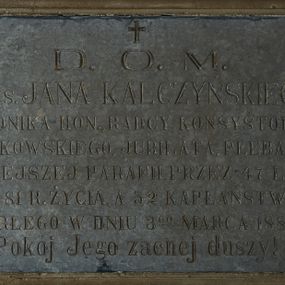 D. O. M.
s. JANA KALCZYŃSKIEG
ONIKA HON. RADCY KONSYSTOR
KOWSKIEGO, JUBILATA, PLEBA
EJSZEJ PARAFII PRZEZ 47 L
81 R. ŻYCIA, A 52 KAPŁAŃSTW
RŁEGO W DNIU 3go MARCA 188
Pokój Jego zacnej duszy!